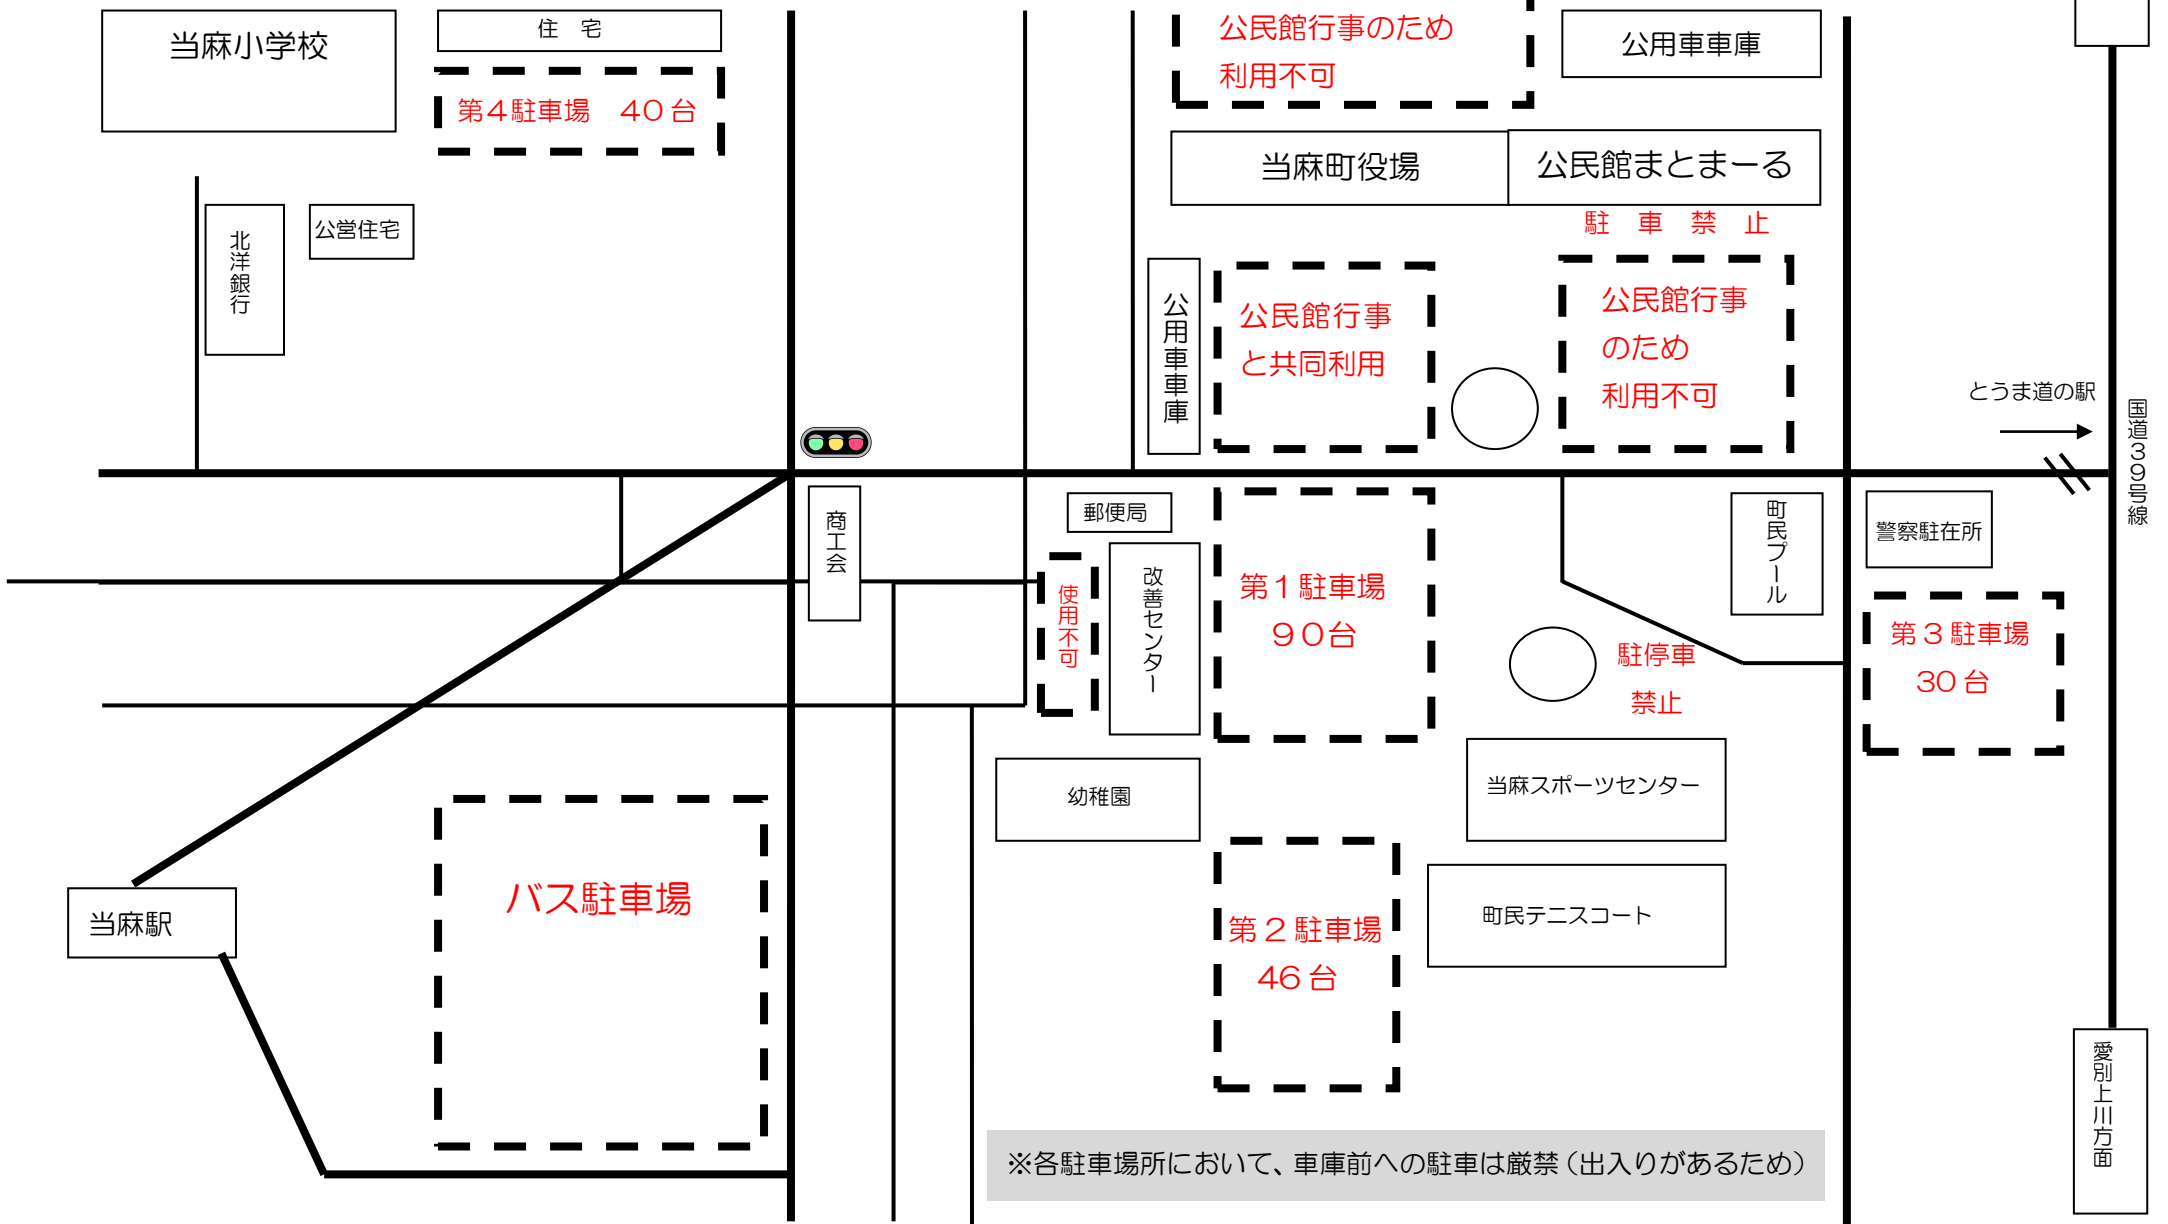 当麻小学校
住　宅
第４駐車場　４０台
公民館行事のため
利用不可
公用車車庫
当麻町役場
公民館まとまーる
駐　車　禁　止
北洋銀行
公営住宅
公用車車庫
公民館行事
と共同利用
公民館行事
のため
利用不可
とうま道の駅
国道３９号線
商工会
郵便局
使用不可
改善センター
第１駐車場
９０台
町民プール
警察駐在所
駐停車
禁止
第３駐車場
30台
幼稚園
当麻スポーツセンター
バス駐車場
当麻駅
第２駐車場
46台
町民テニスコート
愛別上川方面
※各駐車場所において、車庫前への駐車は厳禁（出入りがあるため）